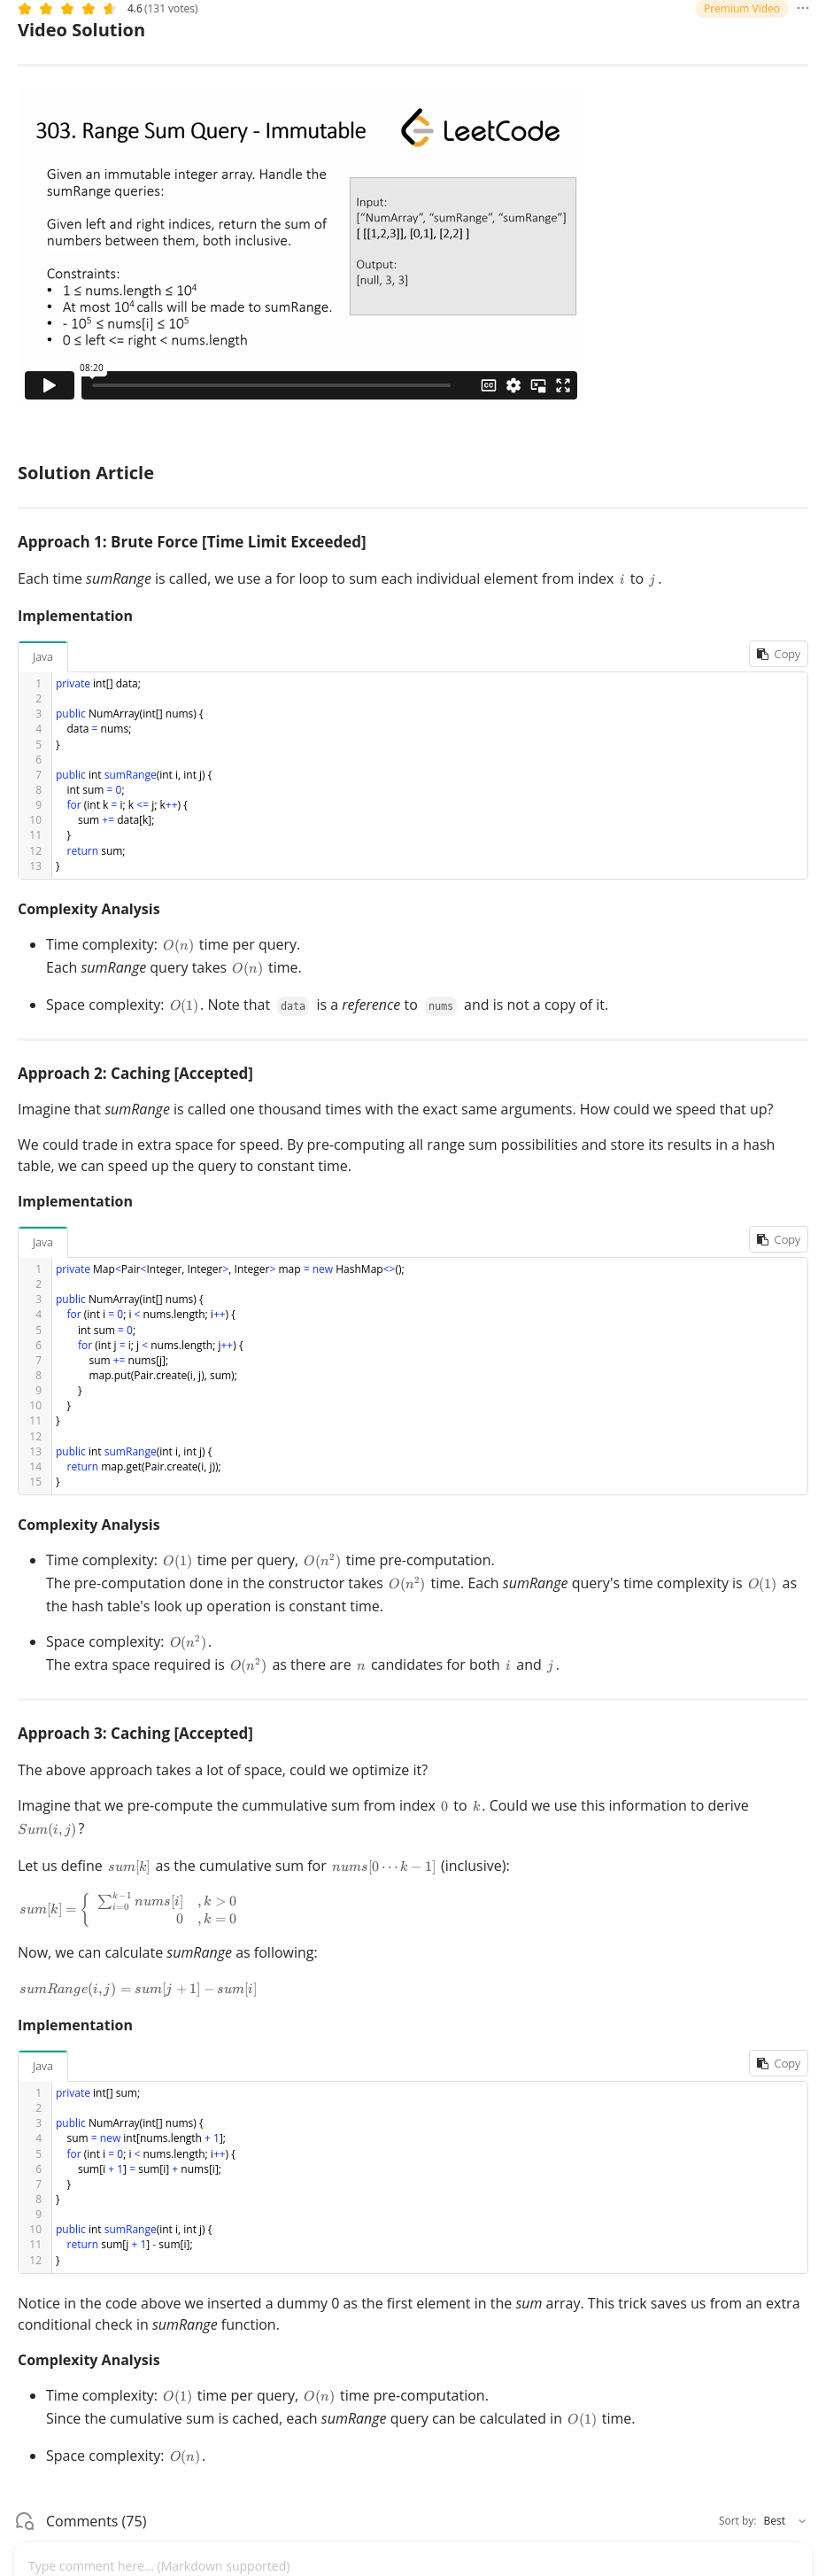 4.6 (131 votes)
Premium Video
Video Solution
303. Range Sum Query - Immutable
LeetCode
Given an immutable integer array. Handle the
sumRange queries:
Given left and right indices, return the sum of
numbers between them, both inclusive.
Constraints:
• 1 ≤ nums.length ≤ 10⁴
• At most 10⁴ calls will be made to sumRange.
• - 10⁵ ≤ nums[i] ≤ 10⁵
• 0 ≤ left <= right < nums.length
Input:
["NumArray", "sumRange", "sumRange"]
[ [[1,2,3]], [0,1], [2,2] ]
Output:
[null, 3, 3]
08:20
CC
Solution Article
Approach 1: Brute Force [Time Limit Exceeded]
Each time sumRange is called, we use a for loop to sum each individual element from index i to j.
Implementation
Java
Copy
1 private int[] data;
2
3 public NumArray(int[] nums) {
4     data = nums;
5 }
6
7 public int sumRange(int i, int j) {
8     int sum = 0;
9     for (int k = i; k <= j; k++) {
10         sum += data[k];
11     }
12     return sum;
13 }
Complexity Analysis
• Time complexity: O(n) time per query.
Each sumRange query takes O(n) time.
• Space complexity: O(1). Note that data is a reference to nums and is not a copy of it.
Approach 2: Caching [Accepted]
Imagine that sumRange is called one thousand times with the exact same arguments. How could we speed that up?
We could trade in extra space for speed. By pre-computing all range sum possibilities and store its results in a hash
table, we can speed up the query to constant time.
Implementation
Java
Copy
1 private Map<Pair<Integer, Integer>, Integer> map = new HashMap<>();
2
3 public NumArray(int[] nums) {
4     for (int i = 0; i < nums.length; i++) {
5         int sum = 0;
6         for (int j = i; j < nums.length; j++) {
7             sum += nums[j];
8             map.put(Pair.create(i, j), sum);
9         }
10     }
11 }
12
13 public int sumRange(int i, int j) {
14     return map.get(Pair.create(i, j));
15 }
Complexity Analysis
• Time complexity: O(1) time per query, O(n²) time pre-computation.
The pre-computation done in the constructor takes O(n²) time. Each sumRange query's time complexity is O(1) as
the hash table's look up operation is constant time.
• Space complexity: O(n²).
The extra space required is O(n²) as there are n candidates for both i and j.
Approach 3: Caching [Accepted]
The above approach takes a lot of space, could we optimize it?
Imagine that we pre-compute the cummulative sum from index 0 to k. Could we use this information to derive
Sum(i, j)?
Let us define sum[k] as the cumulative sum for nums[0 ⋯ k − 1] (inclusive):
sum[k] = { ∑_{i=0}^{k−1} nums[i] , k > 0
0 , k = 0
Now, we can calculate sumRange as following:
sumRange(i, j) = sum[j + 1] − sum[i]
Implementation
Java
Copy
1 private int[] sum;
2
3 public NumArray(int[] nums) {
4     sum = new int[nums.length + 1];
5     for (int i = 0; i < nums.length; i++) {
6         sum[i + 1] = sum[i] + nums[i];
7     }
8 }
9
10 public int sumRange(int i, int j) {
11     return sum[j + 1] - sum[i];
12 }
Notice in the code above we inserted a dummy 0 as the first element in the sum array. This trick saves us from an extra
conditional check in sumRange function.
Complexity Analysis
• Time complexity: O(1) time per query, O(n) time pre-computation.
Since the cumulative sum is cached, each sumRange query can be calculated in O(1) time.
• Space complexity: O(n).
Comments (75)
Sort by: Best
Type comment here... (Markdown supported)